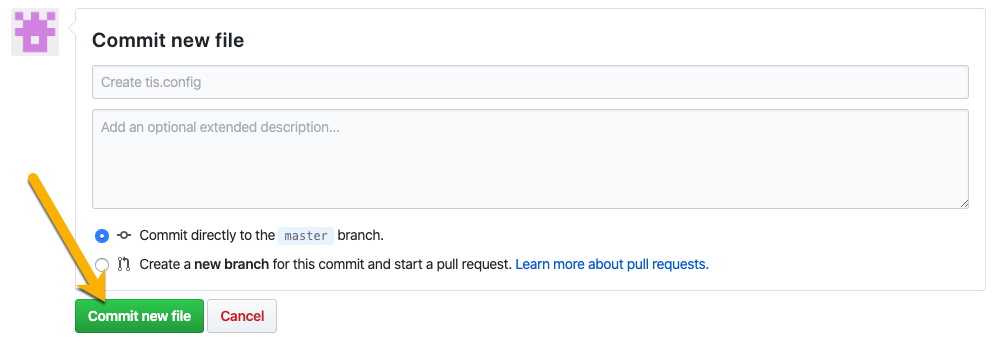 Commit new file
Create tis.config
Add an optional extended description...
Commit directly to the master branch.
Create a new branch for this commit and start a pull request. Learn more about pull requests.
Commit new file Cancel